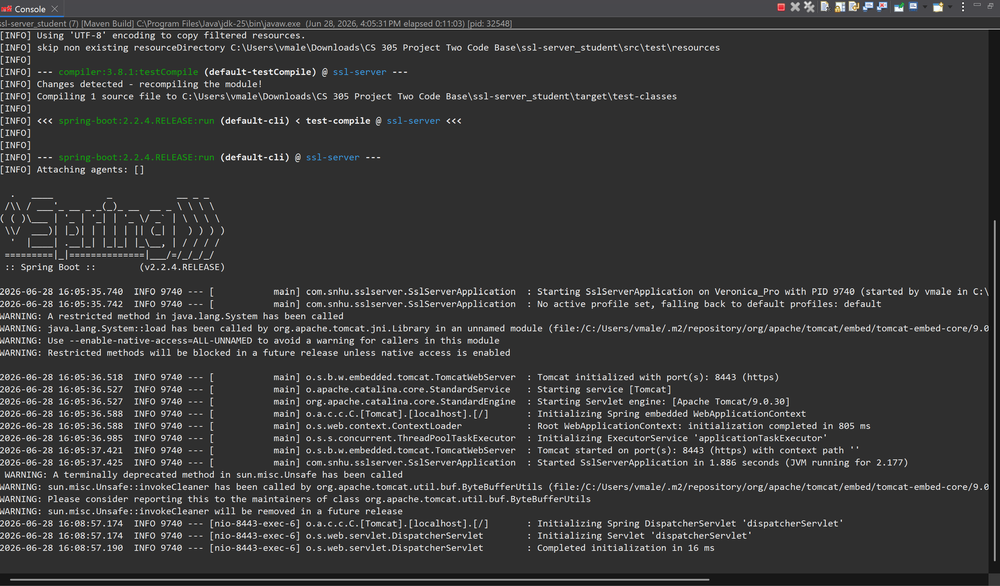 Console
ssl-server_student (7) [Maven Build] C:\Program Files\Java\jdk-25\bin\javaw.exe  (Jun 28, 2026, 4:05:31 PM elapsed 0:11:03) [pid: 32548]
[INFO] Using 'UTF-8' encoding to copy filtered resources.
[INFO] skip non existing resourceDirectory C:\Users\vmale\Downloads\CS 305 Project Two Code Base\ssl-server_student\src\test\resources
[INFO]
[INFO] --- compiler:3.8.1:testCompile (default-testCompile) @ ssl-server ---
[INFO] Changes detected - recompiling the module!
[INFO] Compiling 1 source file to C:\Users\vmale\Downloads\CS 305 Project Two Code Base\ssl-server_student\target\test-classes
[INFO]
[INFO] <<< spring-boot:2.2.4.RELEASE:run (default-cli) < test-compile @ ssl-server <<<
[INFO]
[INFO]
[INFO] --- spring-boot:2.2.4.RELEASE:run (default-cli) @ ssl-server ---
[INFO] Attaching agents: []
  .   ____          _            __ _ _
 /\\ / ___'_ __ _ _(_)_ __  __ _ \ \ \ \
( ( )\___ | '_ | '_| | '_ \/ _` | \ \ \ \
 \\/  ___)| |_)| | | | | || (_| |  ) ) ) )
  '  |____| .__|_| |_|_| |_\__, | / / / /
 =========|_|==============|___/=/_/_/_/
 :: Spring Boot ::        (v2.2.4.RELEASE)
2026-06-28 16:05:35.740  INFO 9740 --- [           main] com.snhu.sslserver.SslServerApplication  : Starting SslServerApplication on Veronica_Pro with PID 9740 (started by vmale in C:\
2026-06-28 16:05:35.742  INFO 9740 --- [           main] com.snhu.sslserver.SslServerApplication  : No active profile set, falling back to default profiles: default
WARNING: A restricted method in java.lang.System has been called
WARNING: java.lang.System::load has been called by org.apache.tomcat.jni.Library in an unnamed module (file:/C:/Users/vmale/.m2/repository/org/apache/tomcat/embed/tomcat-embed-core/9.0
WARNING: Use --enable-native-access=ALL-UNNAMED to avoid a warning for callers in this module
WARNING: Restricted methods will be blocked in a future release unless native access is enabled
2026-06-28 16:05:36.518  INFO 9740 --- [           main] o.s.b.w.embedded.tomcat.TomcatWebServer  : Tomcat initialized with port(s): 8443 (https)
2026-06-28 16:05:36.527  INFO 9740 --- [           main] o.apache.catalina.core.StandardService   : Starting service [Tomcat]
2026-06-28 16:05:36.527  INFO 9740 --- [           main] org.apache.catalina.core.StandardEngine  : Starting Servlet engine: [Apache Tomcat/9.0.30]
2026-06-28 16:05:36.588  INFO 9740 --- [           main] o.a.c.c.C.[Tomcat].[localhost].[/]       : Initializing Spring embedded WebApplicationContext
2026-06-28 16:05:36.588  INFO 9740 --- [           main] o.s.web.context.ContextLoader            : Root WebApplicationContext: initialization completed in 805 ms
2026-06-28 16:05:36.985  INFO 9740 --- [           main] o.s.s.concurrent.ThreadPoolTaskExecutor  : Initializing ExecutorService 'applicationTaskExecutor'
2026-06-28 16:05:37.421  INFO 9740 --- [           main] o.s.b.w.embedded.tomcat.TomcatWebServer  : Tomcat started on port(s): 8443 (https) with context path ''
2026-06-28 16:05:37.425  INFO 9740 --- [           main] com.snhu.sslserver.SslServerApplication  : Started SslServerApplication in 1.886 seconds (JVM running for 2.177)
WARNING: A terminally deprecated method in sun.misc.Unsafe has been called
WARNING: sun.misc.Unsafe::invokeCleaner has been called by org.apache.tomcat.util.buf.ByteBufferUtils (file:/C:/Users/vmale/.m2/repository/org/apache/tomcat/embed/tomcat-embed-core/9.0
WARNING: Please consider reporting this to the maintainers of class org.apache.tomcat.util.buf.ByteBufferUtils
WARNING: sun.misc.Unsafe::invokeCleaner will be removed in a future release
2026-06-28 16:08:57.174  INFO 9740 --- [nio-8443-exec-6] o.a.c.c.C.[Tomcat].[localhost].[/]       : Initializing Spring DispatcherServlet 'dispatcherServlet'
2026-06-28 16:08:57.174  INFO 9740 --- [nio-8443-exec-6] o.s.web.servlet.DispatcherServlet        : Initializing Servlet 'dispatcherServlet'
2026-06-28 16:08:57.190  INFO 9740 --- [nio-8443-exec-6] o.s.web.servlet.DispatcherServlet        : Completed initialization in 16 ms